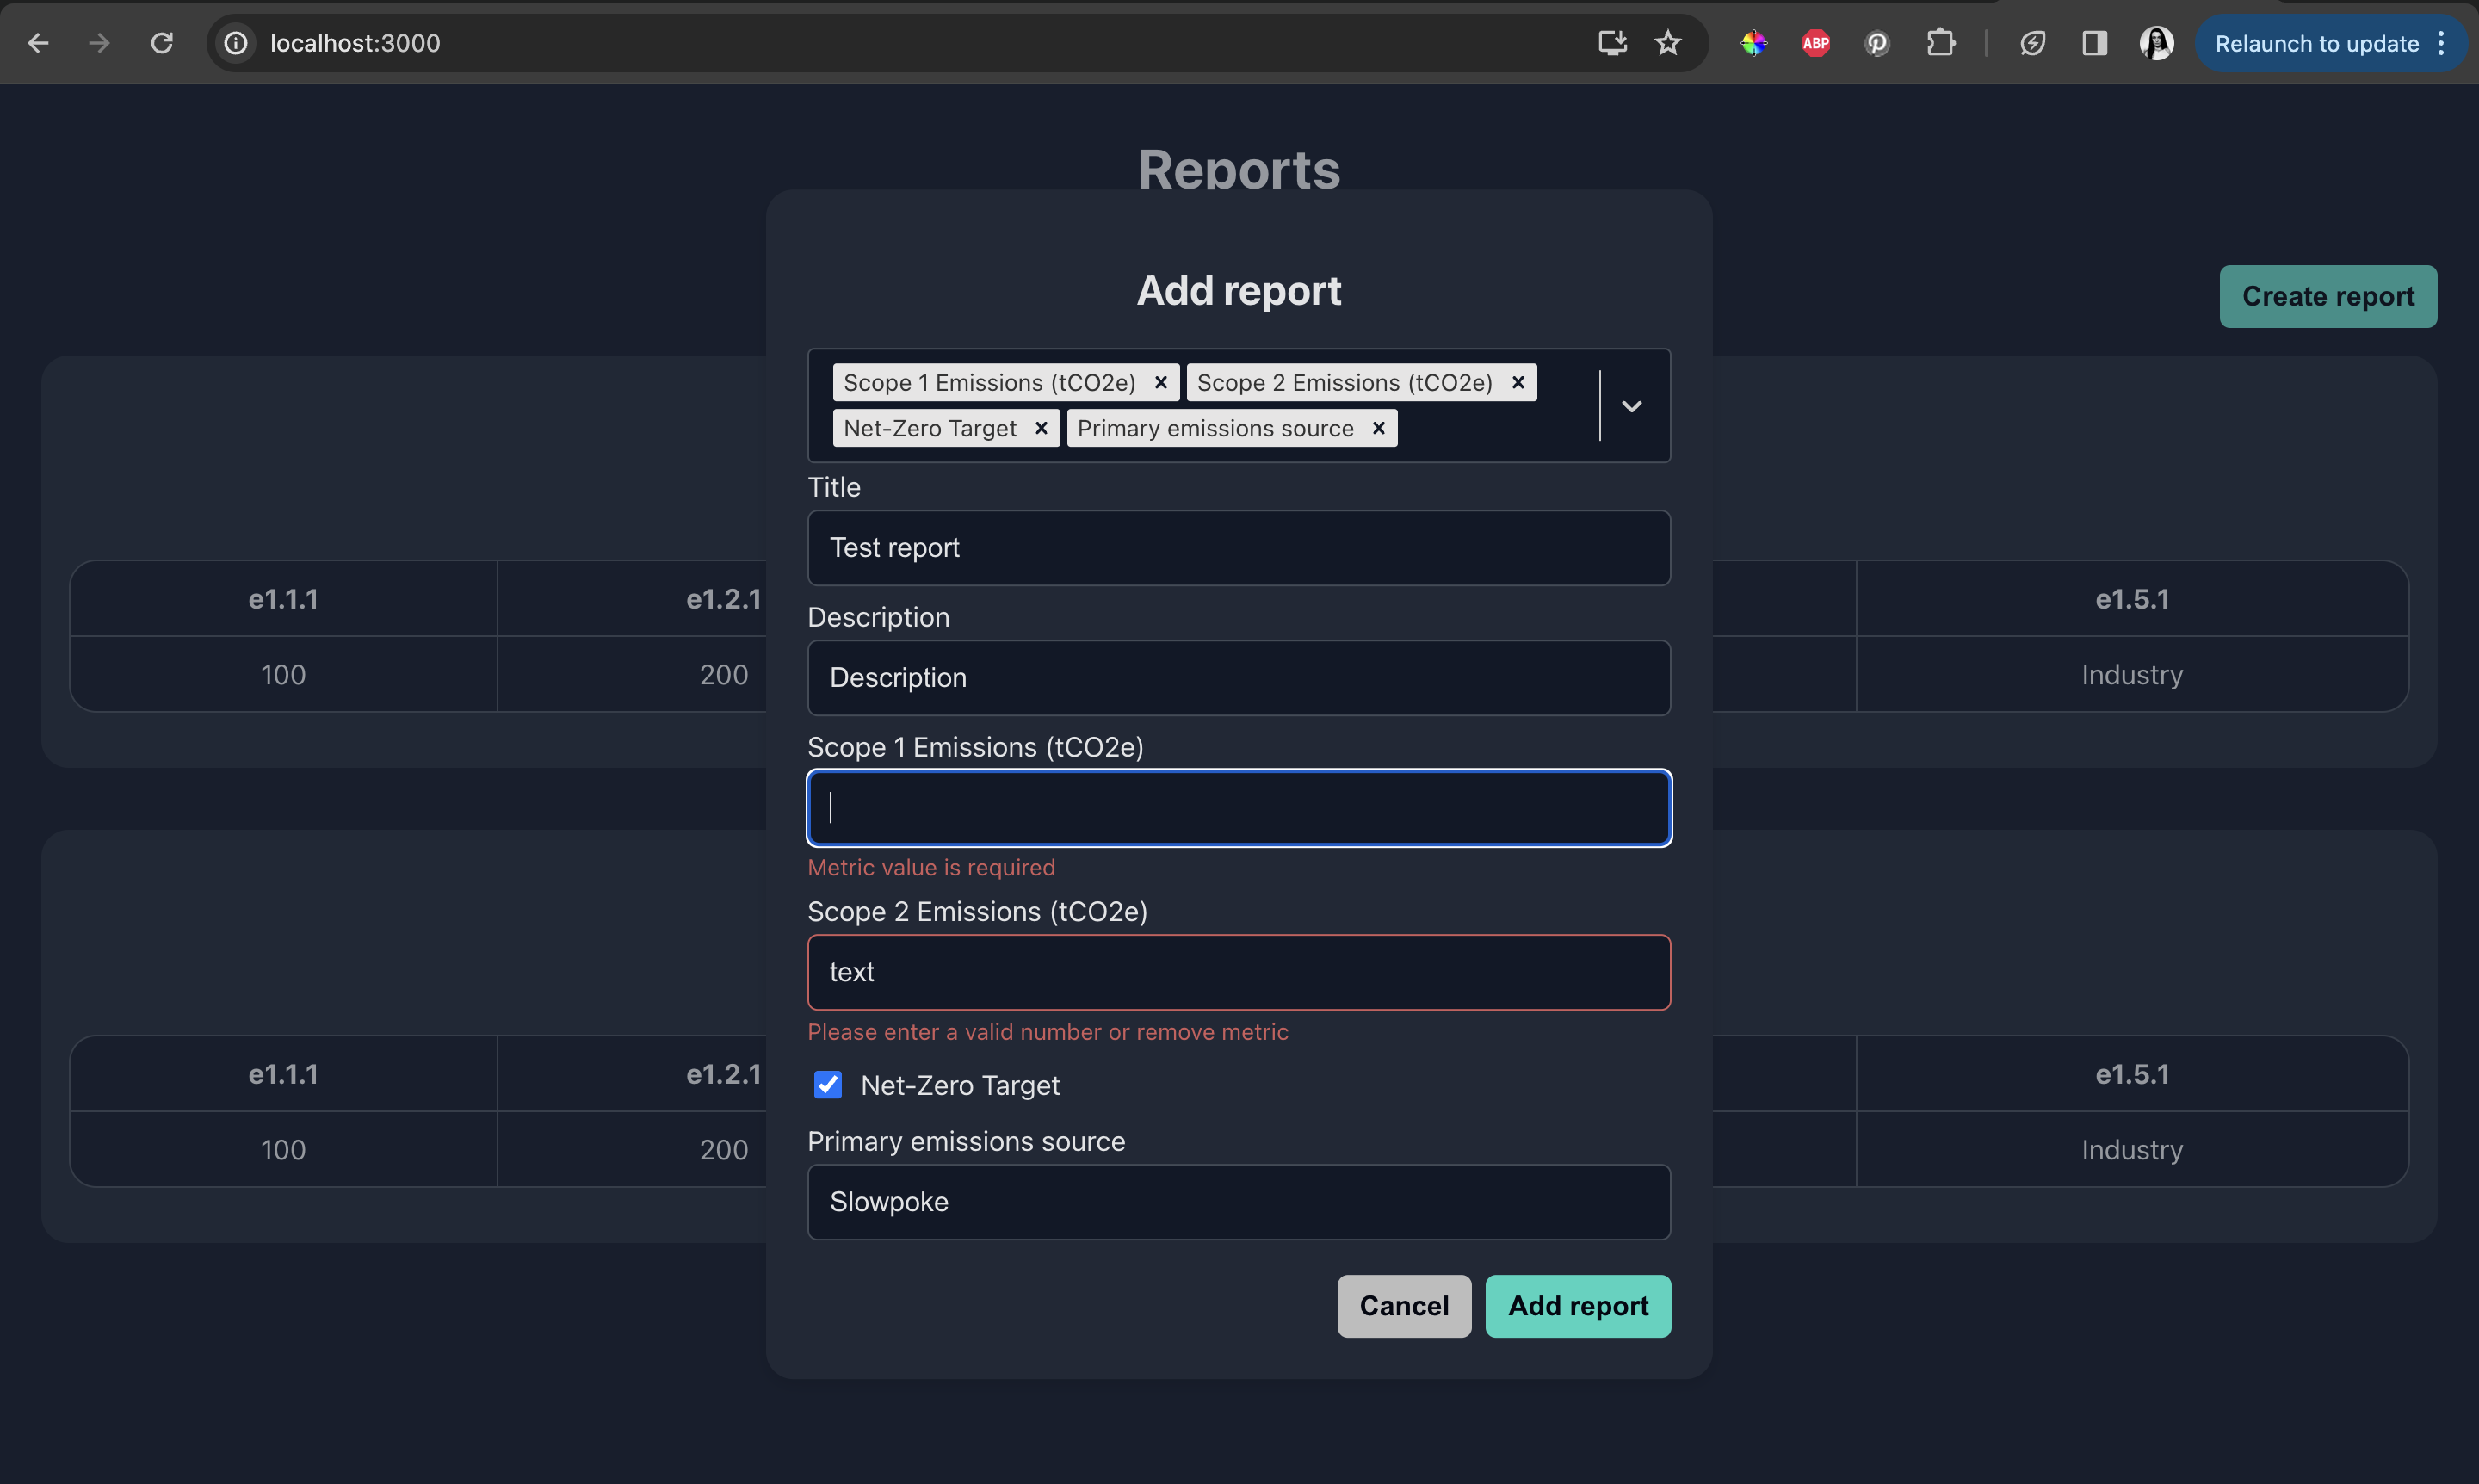 localhost:3000
ABP
Relaunch to update
Reports
Create report
Add report
Scope 1 Emissions (tCO2e) × Scope 2 Emissions (tCO2e) ×
Net-Zero Target × Primary emissions source ×
Title
Test report
Description
Description
Scope 1 Emissions (tCO2e)
Metric value is required
Scope 2 Emissions (tCO2e)
text
Please enter a valid number or remove metric
Net-Zero Target
Primary emissions source
Slowpoke
Cancel Add report
e1.1.1 e1.2.1 e1.5.1
100 200 Industry
e1.1.1 e1.2.1 e1.5.1
100 200 Industry